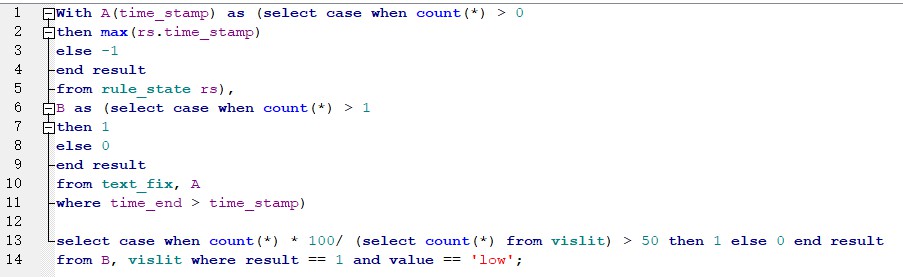 1 With A(time_stamp) as (select case when count(*) > 0
2 then max(rs.time_stamp)
3 else -1
4 end result
5 from rule_state rs),
6 B as (select case when count(*) > 1
7 then 1
8 else 0
9 end result
10 from text_fix, A
11 where time_end > time_stamp)
12
13 select case when count(*) * 100/ (select count(*) from vislit) > 50 then 1 else 0 end result
14 from B, vislit where result == 1 and value == 'low';